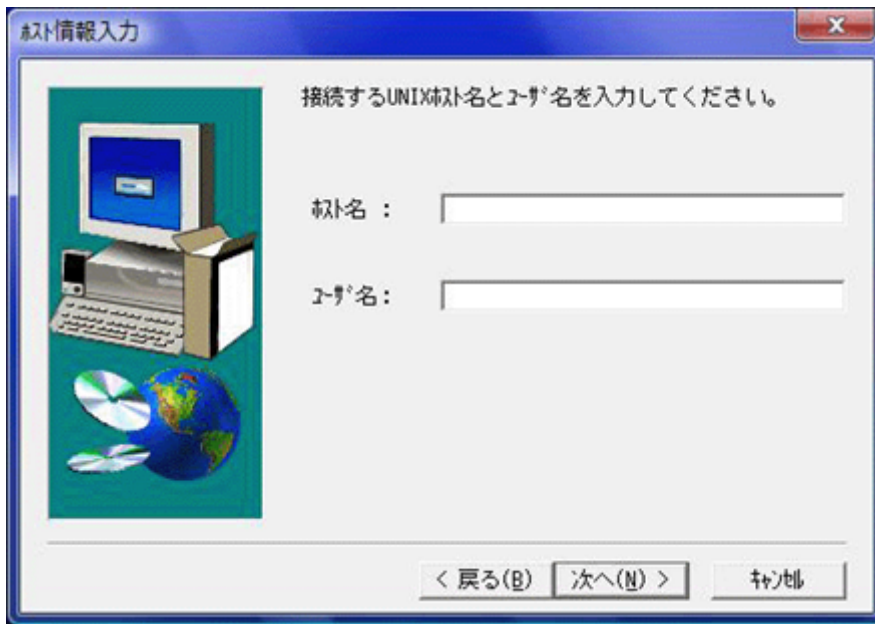 ﾎｽﾄ情報入力
接続するUNIXﾎｽﾄ名とﾕｰｻﾞ名を入力してください。
ﾎｽﾄ名 :
ﾕｰｻﾞ名:
< 戻る(B) 次へ(N) > ｷｬﾝｾﾙ